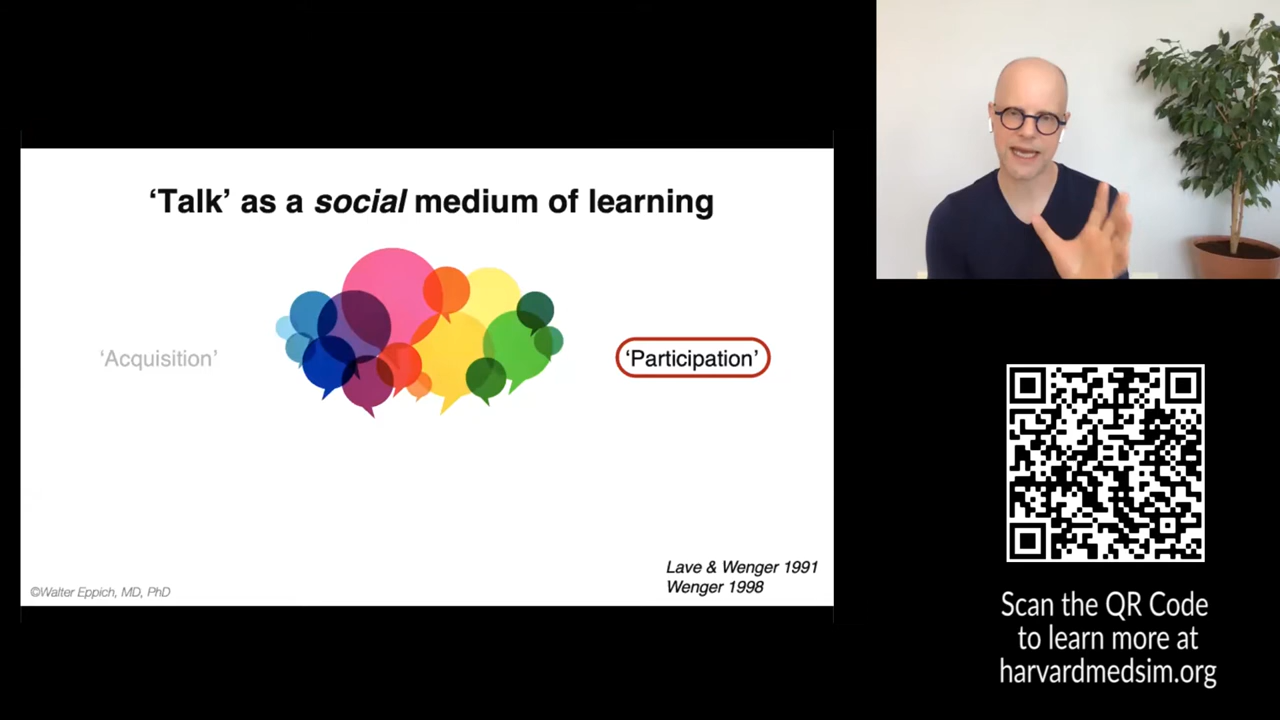 ‘Talk’ as a social medium of learning
‘Acquisition’
‘Participation’
Lave & Wenger 1991
Wenger 1998
©Walter Eppich, MD, PhD
Scan the QR Code
to learn more at
harvardmedsim.org